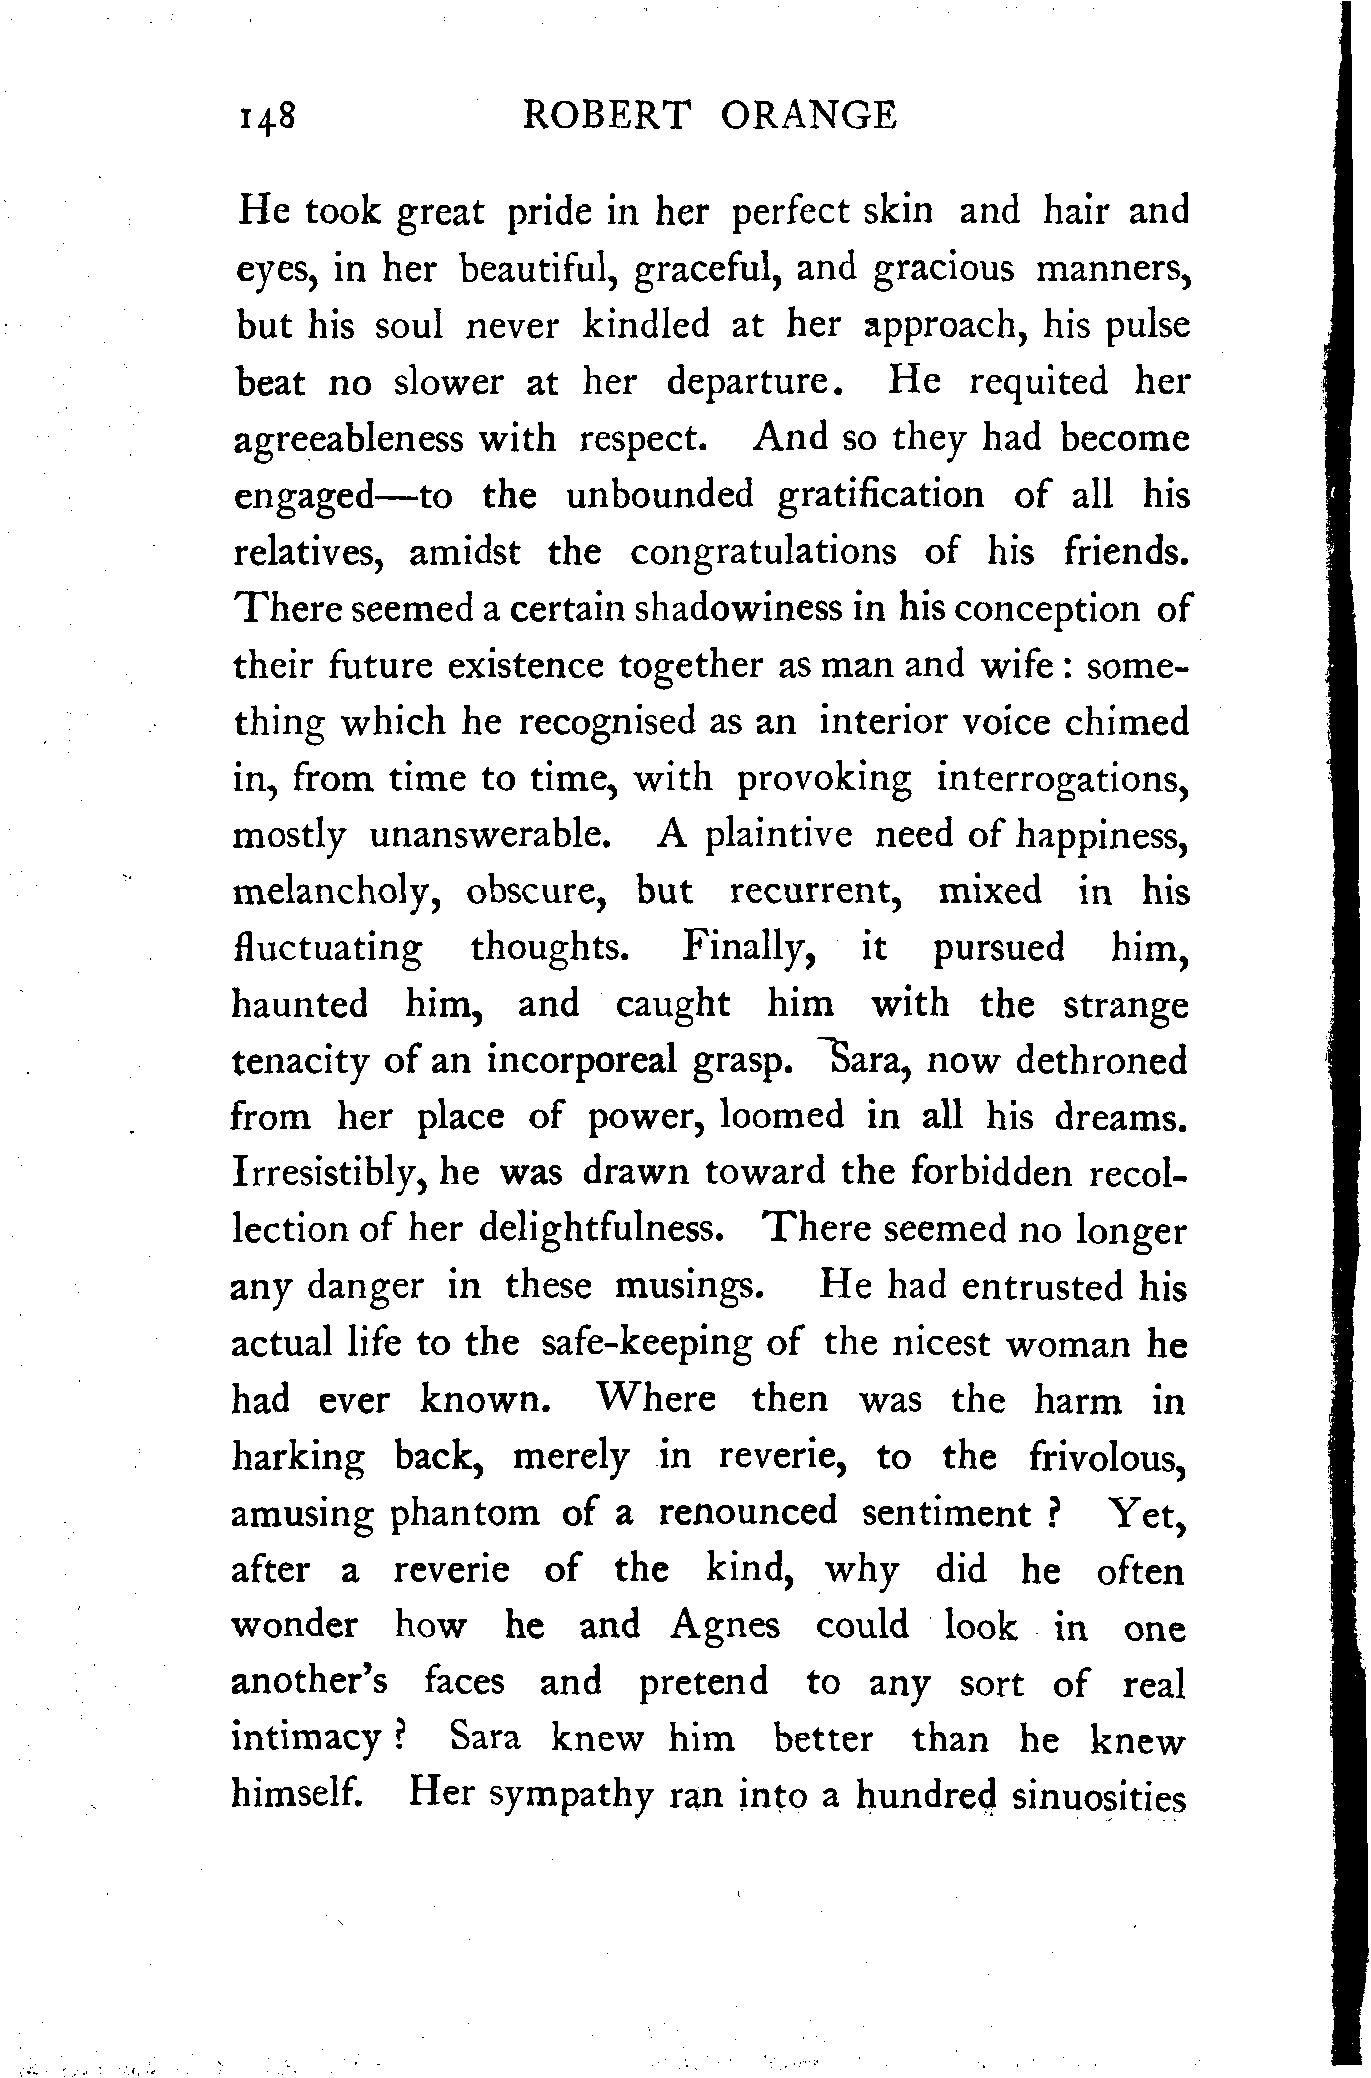 148 ROBERT ORANGE
He took great pride in her perfect skin and hair and
eyes, in her beautiful, graceful, and gracious manners,
but his soul never kindled at her approach, his pulse
beat no slower at her departure. He requited her
agreeableness with respect. And so they had become
engaged—to the unbounded gratification of all his
relatives, amidst the congratulations of his friends.
There seemed a certain shadowiness in his conception of
their future existence together as man and wife : some-
thing which he recognised as an interior voice chimed
in, from time to time, with provoking interrogations,
mostly unanswerable. A plaintive need of happiness,
melancholy, obscure, but recurrent, mixed in his
fluctuating thoughts. Finally, it pursued him,
haunted him, and caught him with the strange
tenacity of an incorporeal grasp. Sara, now dethroned
from her place of power, loomed in all his dreams.
Irresistibly, he was drawn toward the forbidden recol-
lection of her delightfulness. There seemed no longer
any danger in these musings. He had entrusted his
actual life to the safe-keeping of the nicest woman he
had ever known. Where then was the harm in
harking back, merely in reverie, to the frivolous,
amusing phantom of a renounced sentiment ? Yet,
after a reverie of the kind, why did he often
wonder how he and Agnes could look in one
another's faces and pretend to any sort of real
intimacy ? Sara knew him better than he knew
himself. Her sympathy ran into a hundred sinuosities